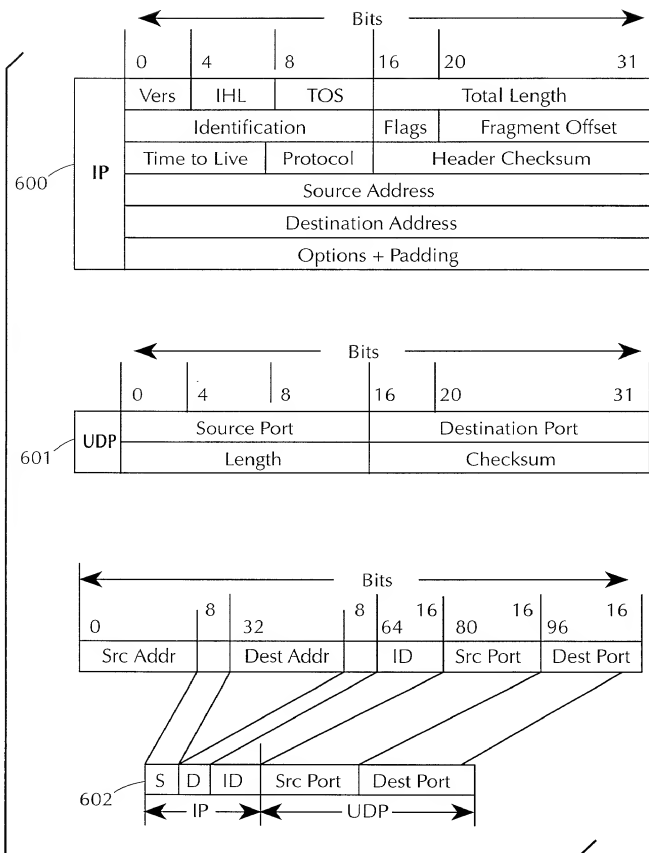 Bits
0 4 8 16 20 31
Vers IHL TOS Total Length
Identification Flags Fragment Offset
Time to Live Protocol Header Checksum
600 IP
Source Address
Destination Address
Options + Padding
Bits
0 4 8 16 20 31
Source Port Destination Port
601 UDP
Length Checksum
Bits
8 8 16 16 16
0 32 64 80 96
Src Addr Dest Addr ID Src Port Dest Port
602 S D ID Src Port Dest Port
IP UDP